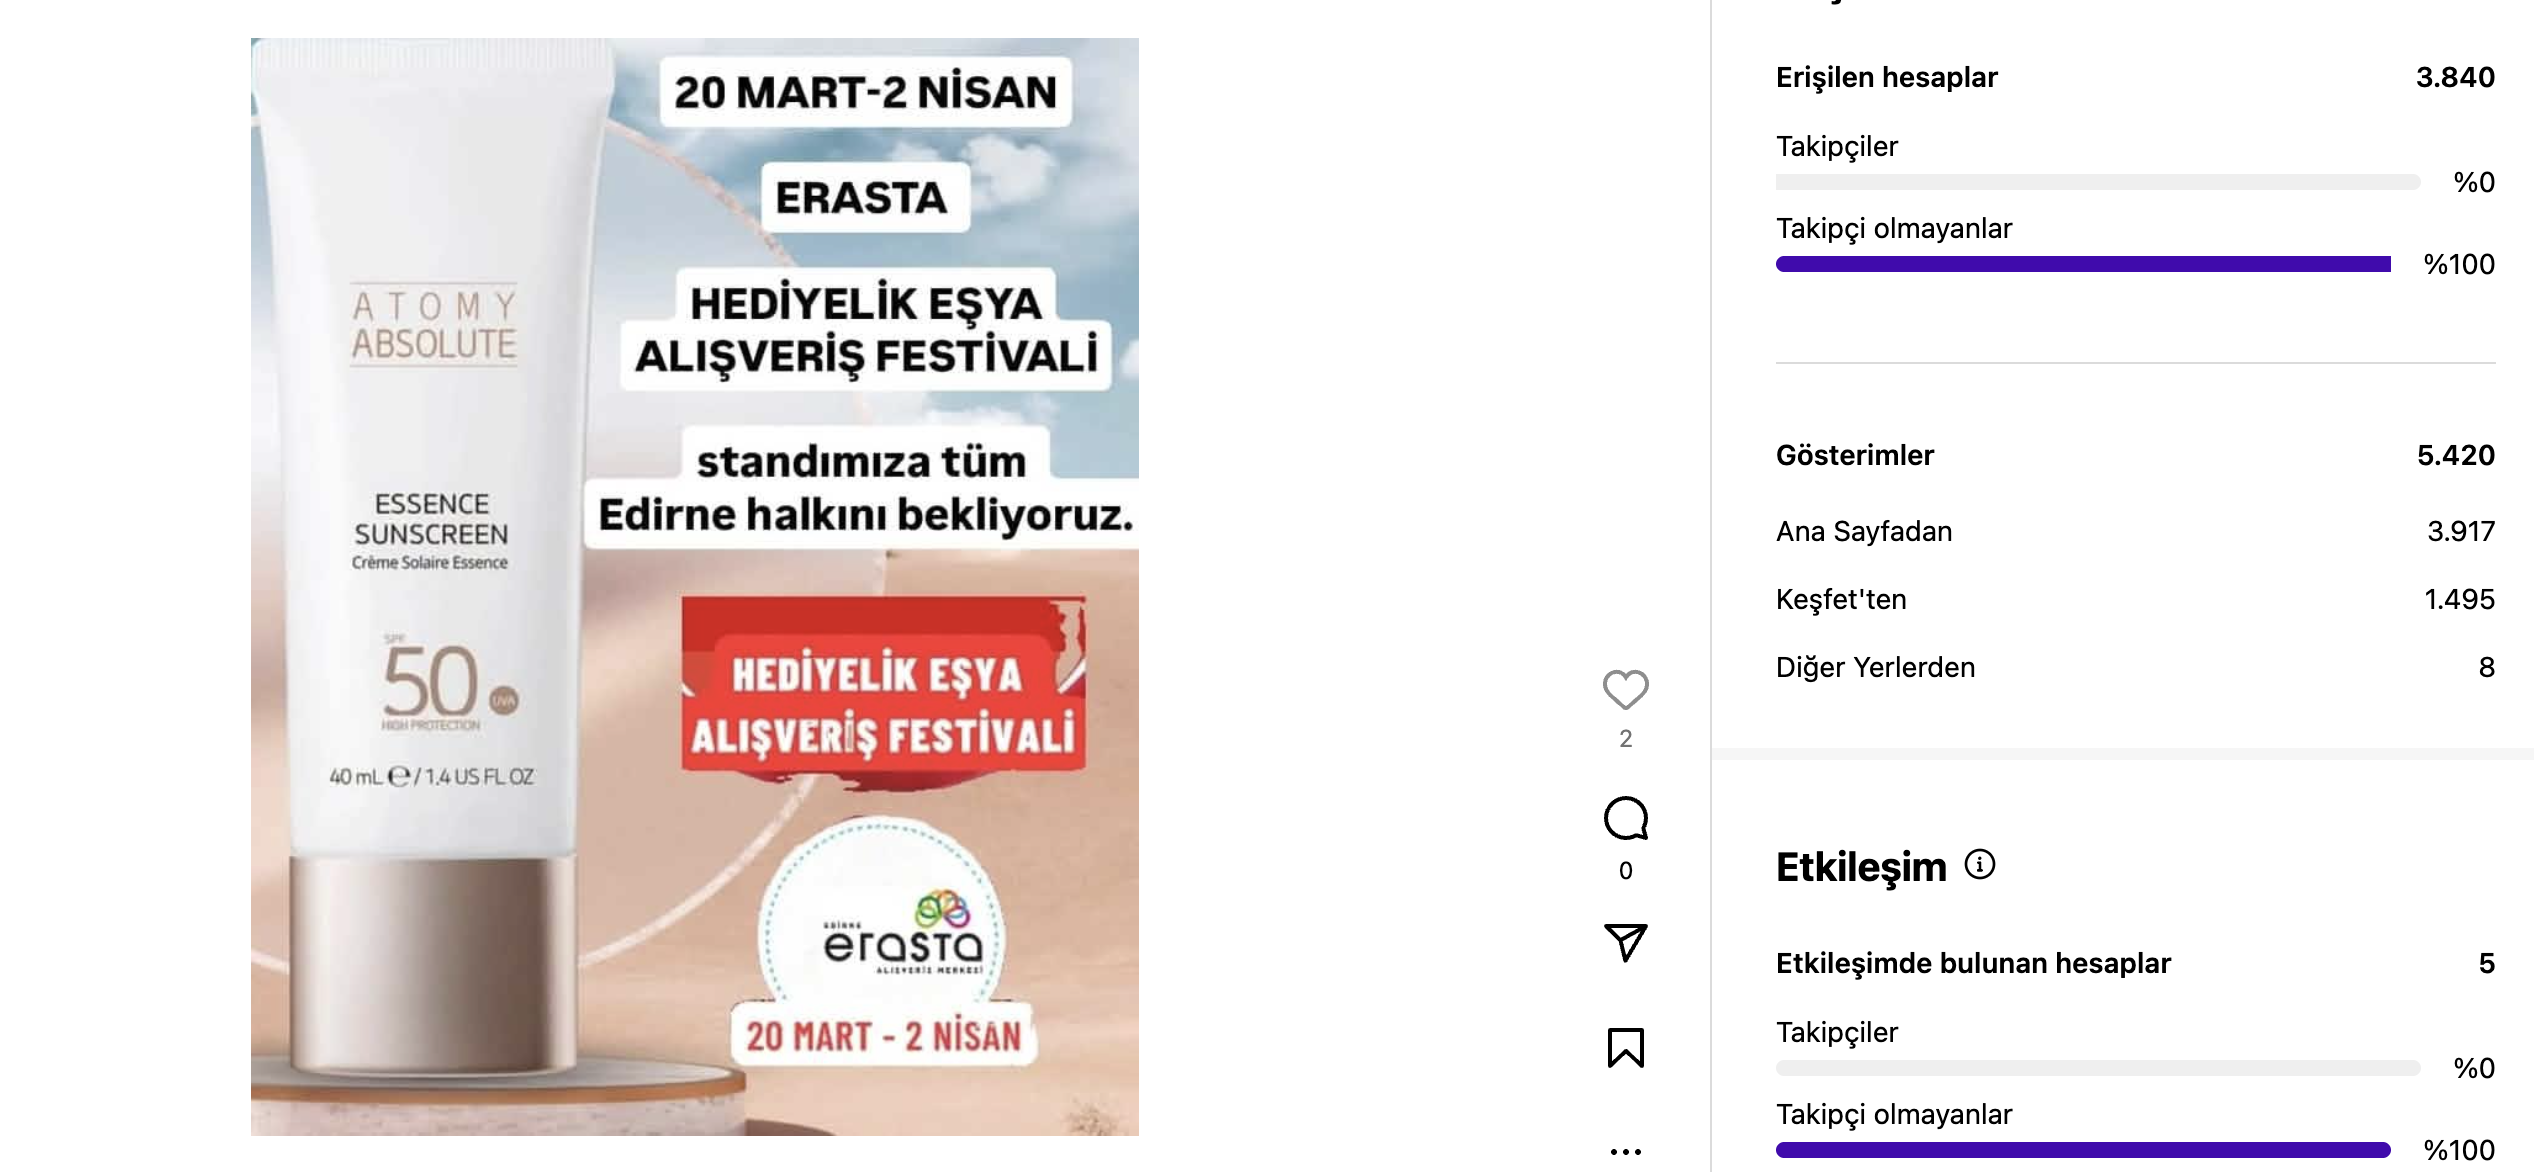 20 MART-2 NİSAN
ERASTA
HEDİYELİK EŞYA
ALIŞVERİŞ FESTİVALİ
standımıza tüm
Edirne halkını bekliyoruz.
ATOMY
ABSOLUTE
ESSENCE
SUNSCREEN
Crème Solaire Essence
SPF
50
UVA
HIGH PROTECTION
40 mL e / 1.4 US FL OZ
HEDİYELİK EŞYA
ALIŞVERİŞ FESTİVALİ
EDİRNE
erasta
ALIŞVERİŞ MERKEZİ
20 MART - 2 NİSAN
2
0
Erişilen hesaplar 3.840
Takipçiler
%0
Takipçi olmayanlar
%100
Gösterimler 5.420
Ana Sayfadan 3.917
Keşfet'ten 1.495
Diğer Yerlerden 8
Etkileşim
Etkileşimde bulunan hesaplar 5
Takipçiler
%0
Takipçi olmayanlar
%100